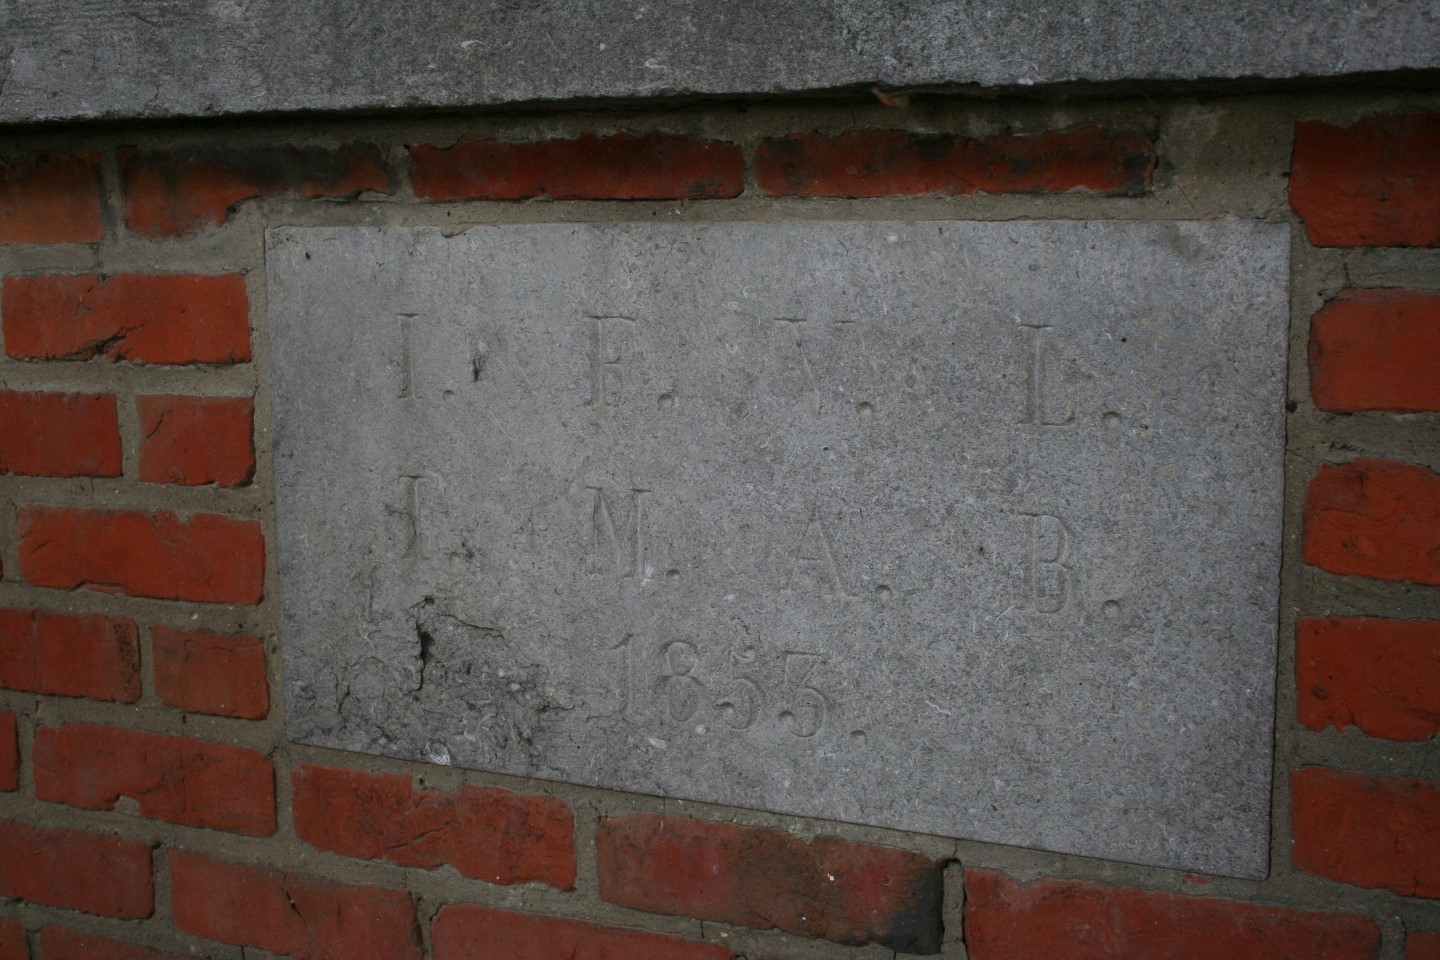 I. F. V. L.
I. M. A. B.
1853.